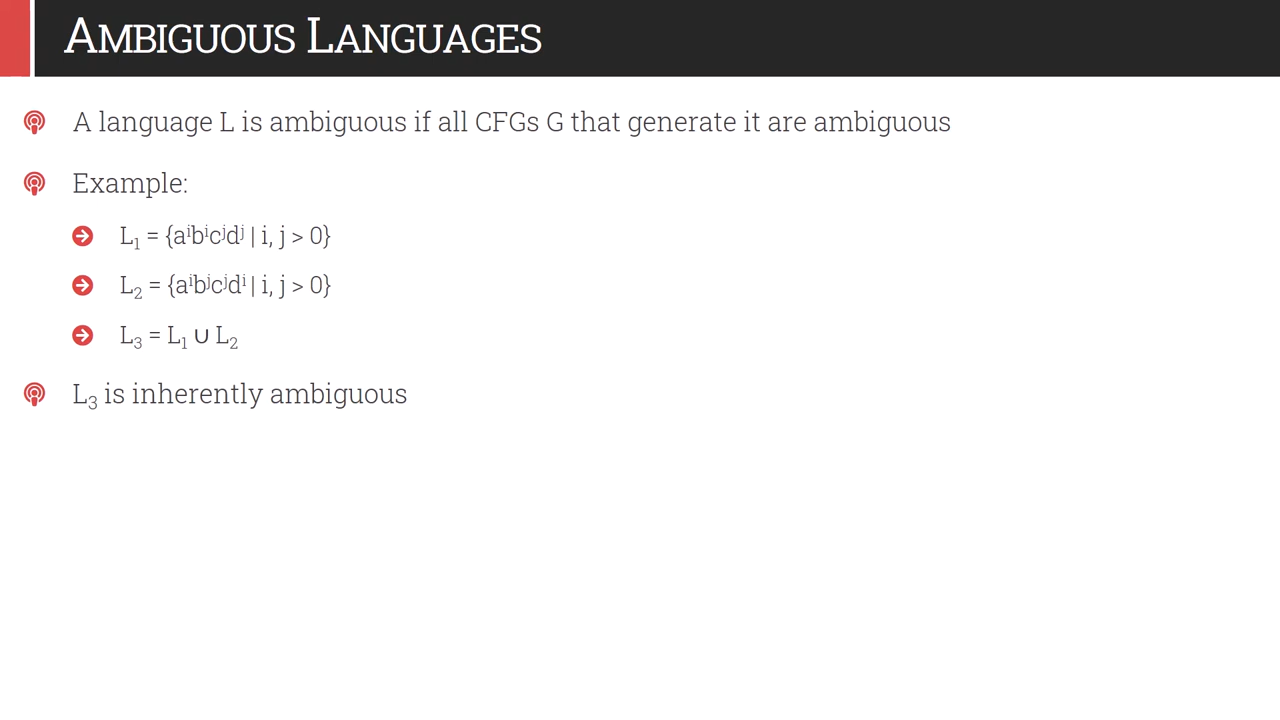 AMBIGUOUS LANGUAGES
A language L is ambiguous if all CFGs G that generate it are ambiguous
Example:
L₁ = {aⁱbⁱcʲdʲ | i, j > 0}
L₂ = {aⁱbʲcʲdⁱ | i, j > 0}
L₃ = L₁ ∪ L₂
L₃ is inherently ambiguous